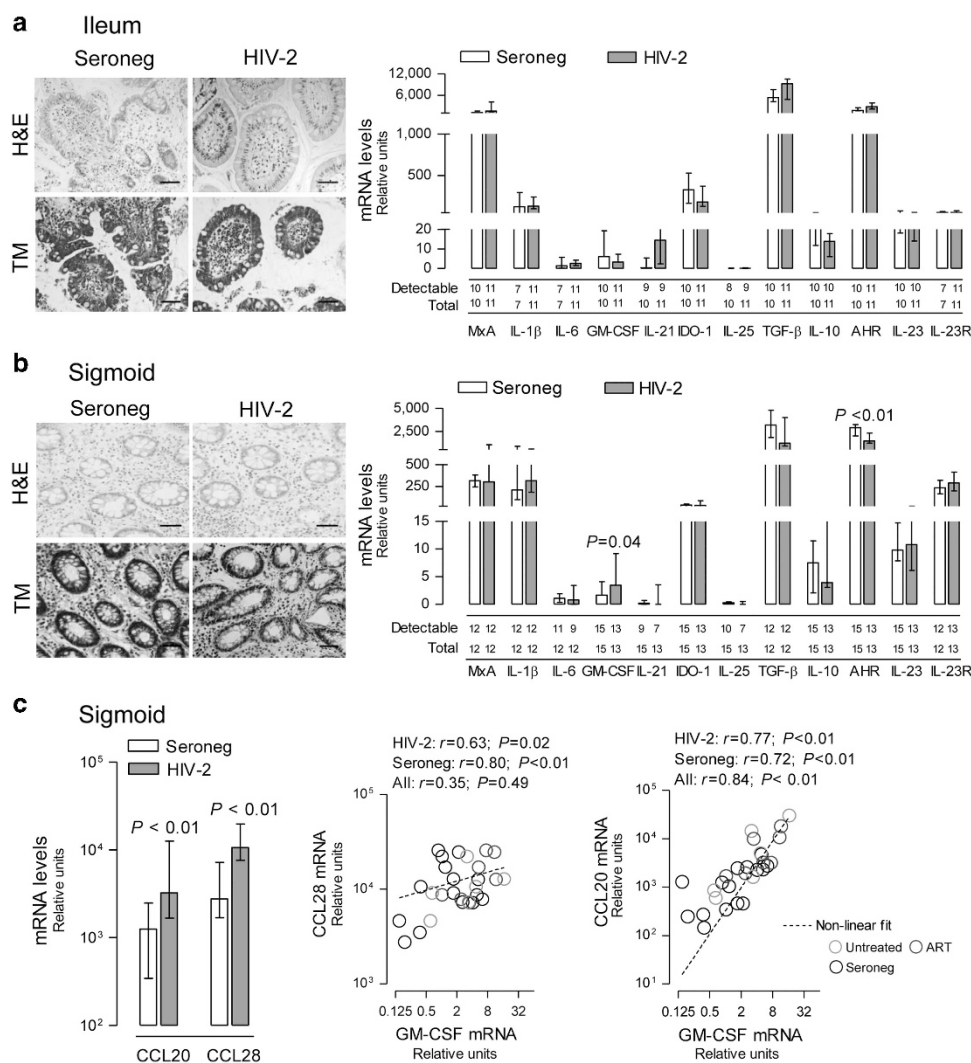 a
Ileum
Seroneg HIV-2
H&E
TM
Seroneg HIV-2
12,000
6,000
1,000
500
20
10
0
mRNA levels
Relative units
Detectable 10 11 7 11 7 11 10 11 9 9 10 11 8 9 10 11 10 10 10 11 10 10 7 11
Total 10 11 7 11 7 11 10 11 10 11 10 11 10 11 10 11 10 11 10 11 10 11 7 11
MxA IL-1β IL-6 GM-CSF IL-21 IDO-1 IL-25 TGF-β IL-10 AHR IL-23 IL-23R
b
Sigmoid
Seroneg HIV-2
H&E
TM
Seroneg HIV-2
5,000
2,500
500
250
15
10
5
0
mRNA levels
Relative units
P=0.04
P <0.01
Detectable 12 12 12 12 11 9 15 13 9 7 15 13 10 7 12 12 15 13 15 13 15 13 12 13
Total 12 12 12 12 12 12 15 13 15 13 15 13 15 13 12 12 15 13 15 13 15 13 12 13
MxA IL-1β IL-6 GM-CSF IL-21 IDO-1 IL-25 TGF-β IL-10 AHR IL-23 IL-23R
c
Sigmoid
Seroneg
HIV-2
P < 0.01
P < 0.01
10⁵
10⁴
10³
10²
mRNA levels
Relative units
CCL20 CCL28
HIV-2: r=0.63; P=0.02
Seroneg: r=0.80; P<0.01
All: r=0.35; P=0.49
10⁵
10⁴
10³
CCL28 mRNA
Relative units
0.125 0.5 2 8 32
GM-CSF mRNA
Relative units
HIV-2: r=0.77; P<0.01
Seroneg: r=0.72; P<0.01
All: r=0.84; P< 0.01
10⁵
10⁴
10³
10²
10¹
CCL20 mRNA
Relative units
Non-linear fit
Untreated ART
Seroneg
0.125 0.5 2 8 32
GM-CSF mRNA
Relative units